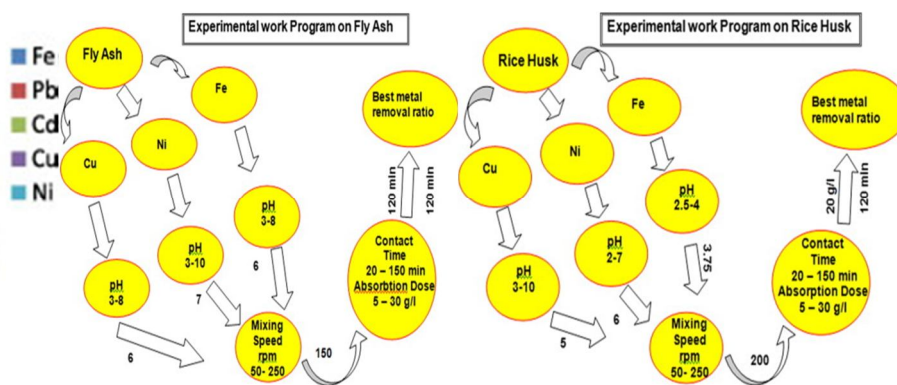 Experimental work Program on Fly Ash
Fe
Pb
Cd
Cu
Ni
Fly Ash
Fe
Ni
Cu
pH
3-8
pH
3-10
pH
3-8
6
7
6
Mixing
Speed
rpm
50- 250
150
Contact
Time
20 – 150 min
Absorption Dose
5 – 30 g/l
120 min
120 min
Best metal
removal ratio
Experimental work Program on Rice Husk
Rice Husk
Fe
Ni
Cu
pH
2.5-4
pH
2-7
pH
3-10
3.75
6
5
Mixing
Speed
rpm
50- 250
200
Contact
Time
20 – 150 min
Absorption Dose
5 – 30 g/l
20 g/l
120 min
Best metal
removal ratio